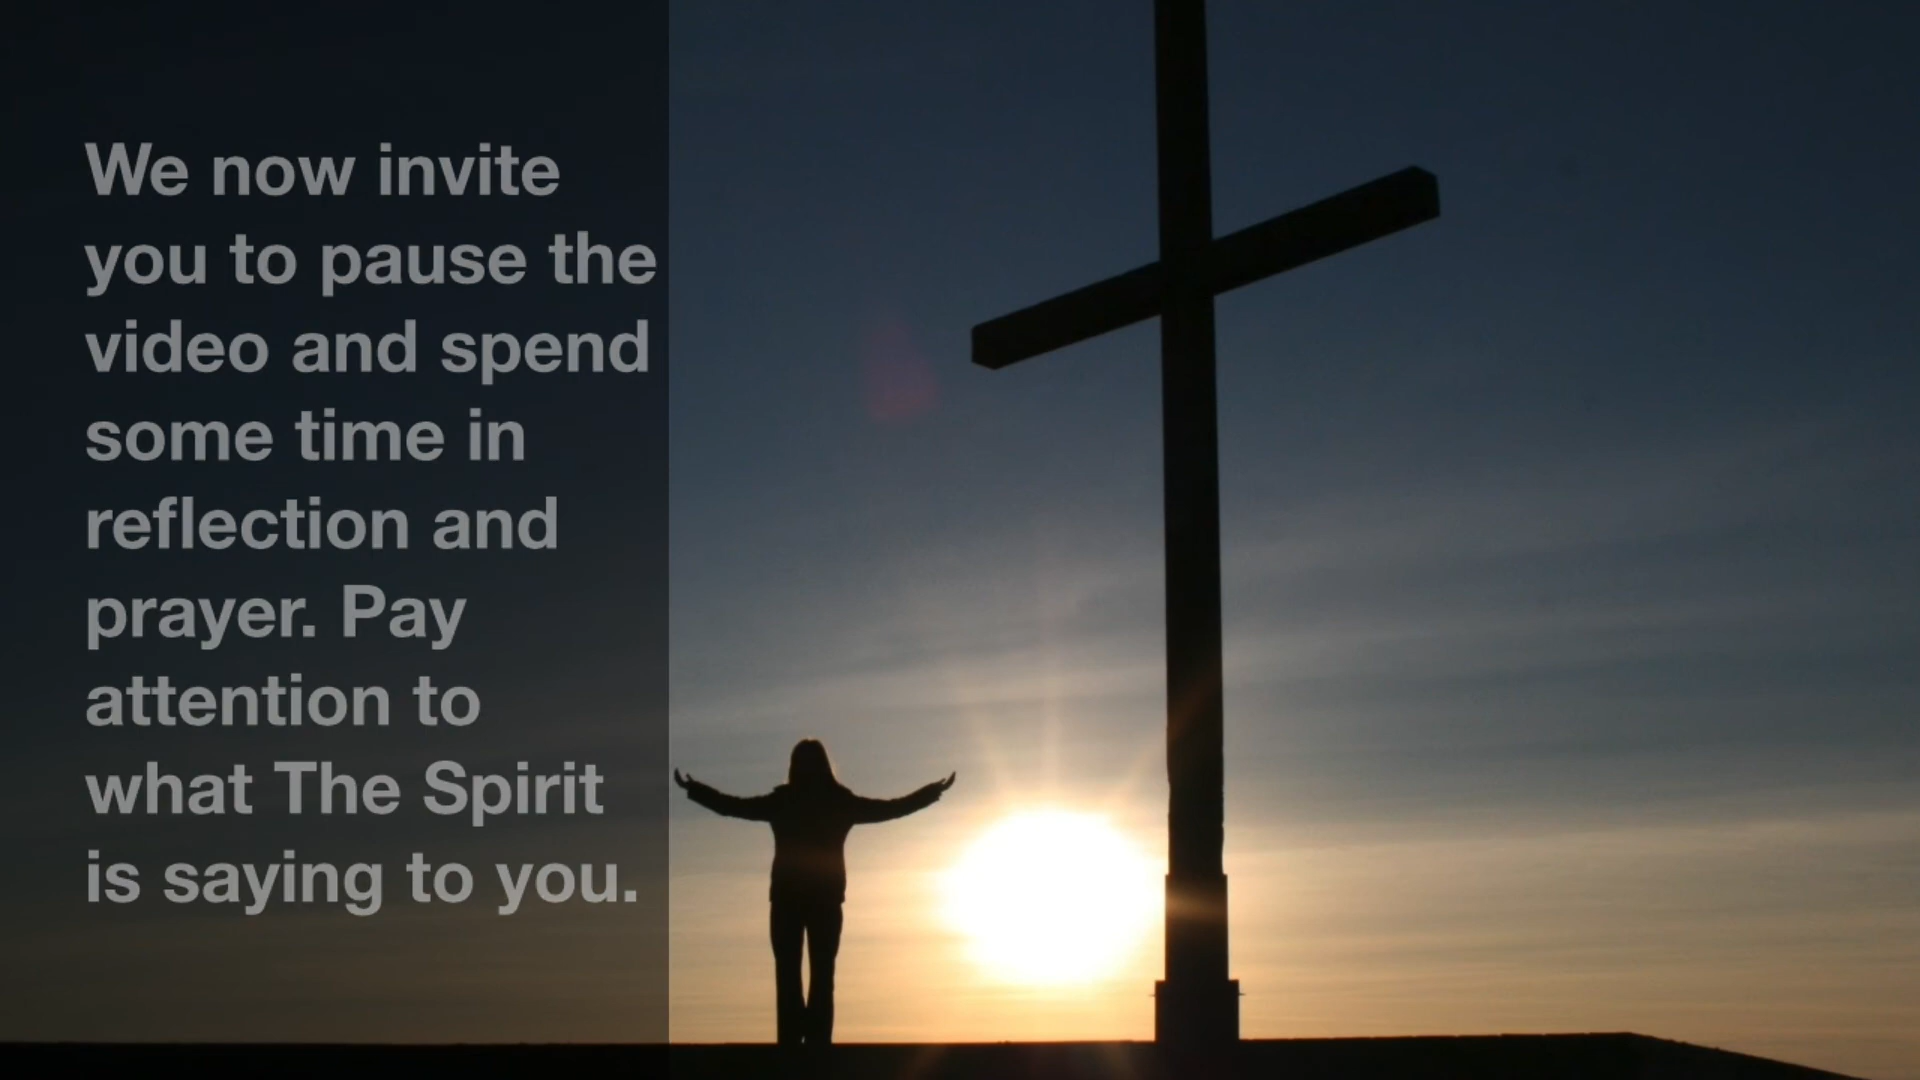 We now invite
you to pause the
video and spend
some time in
reflection and
prayer. Pay
attention to
what The Spirit
is saying to you.